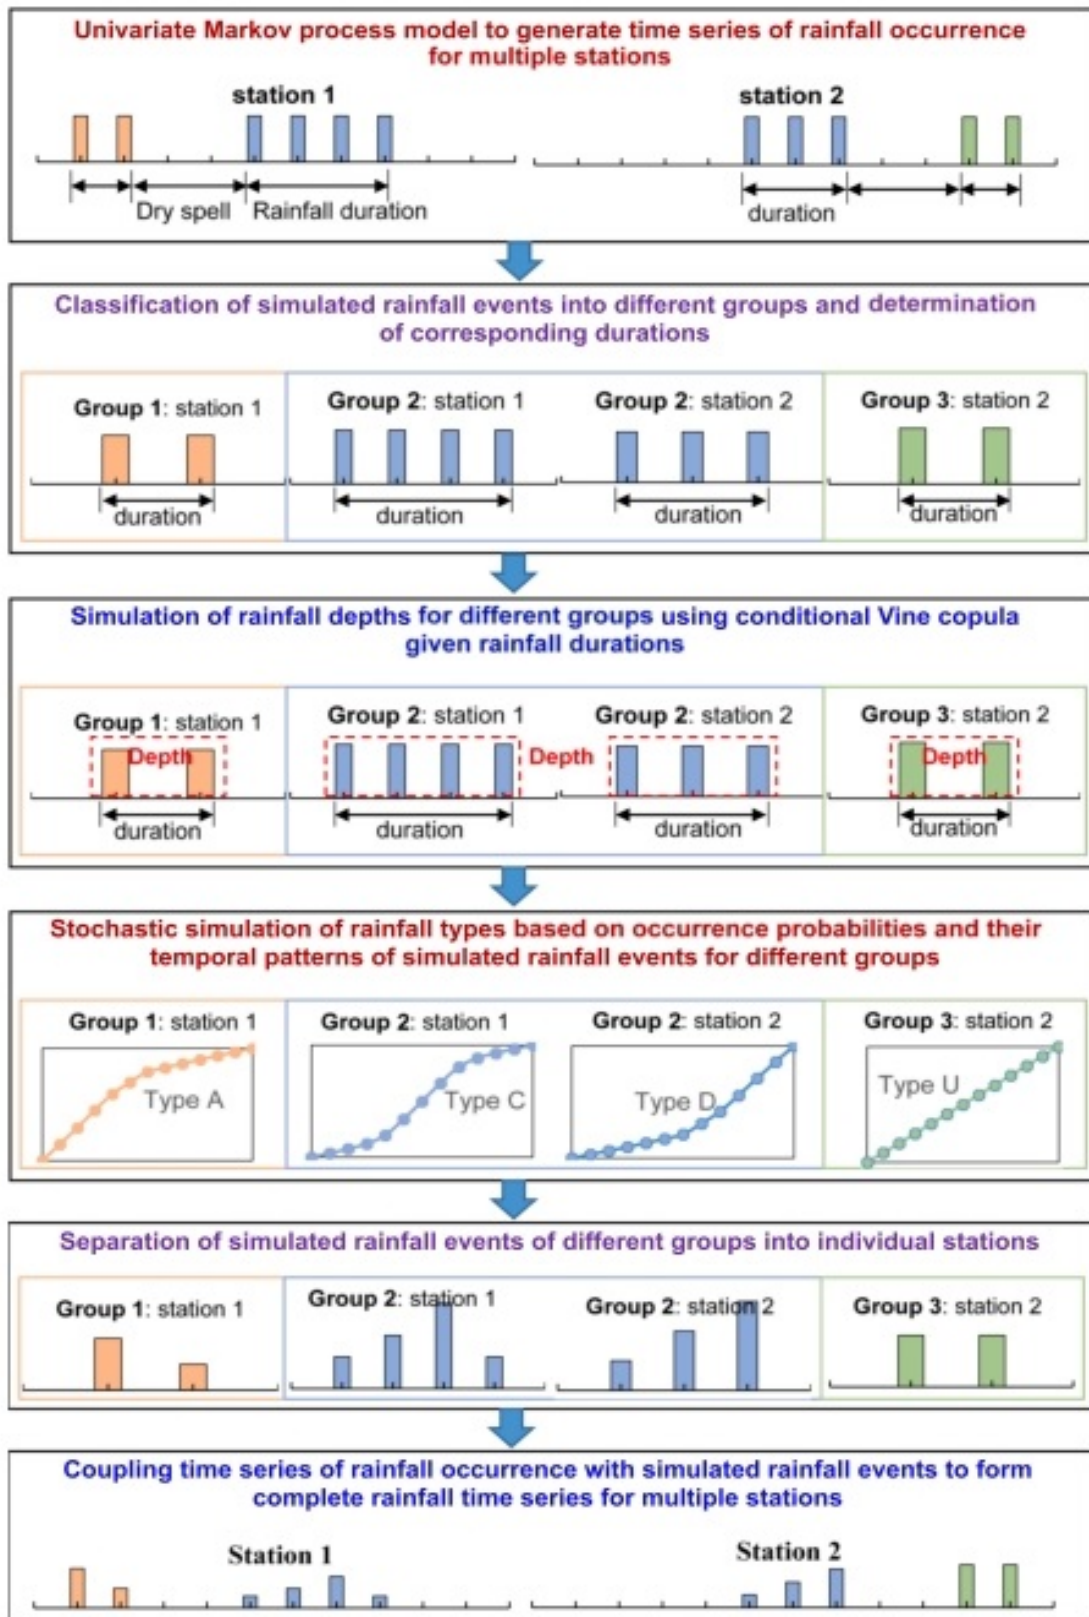 Univariate Markov process model to generate time series of rainfall occurrence
for multiple stations
station 1
station 2
Dry spell
Rainfall duration
duration
Classification of simulated rainfall events into different groups and determination
of corresponding durations
Group 1: station 1
Group 2: station 1
Group 2: station 2
Group 3: station 2
duration
duration
duration
duration
Simulation of rainfall depths for different groups using conditional Vine copula
given rainfall durations
Group 1: station 1
Group 2: station 1
Group 2: station 2
Group 3: station 2
Depth
Depth
Depth
duration
duration
duration
duration
Stochastic simulation of rainfall types based on occurrence probabilities and their
temporal patterns of simulated rainfall events for different groups
Group 1: station 1
Group 2: station 1
Group 2: station 2
Group 3: station 2
Type A
Type C
Type D
Type U
Separation of simulated rainfall events of different groups into individual stations
Group 1: station 1
Group 2: station 1
Group 2: station 2
Group 3: station 2
Coupling time series of rainfall occurrence with simulated rainfall events to form
complete rainfall time series for multiple stations
Station 1
Station 2